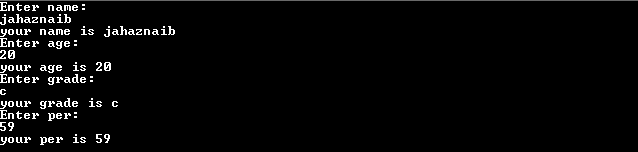 Enter name:
jahaznaib
your name is jahaznaib
Enter age:
20
your age is 20
Enter grade:
c
your grade is c
Enter per:
59
your per is 59